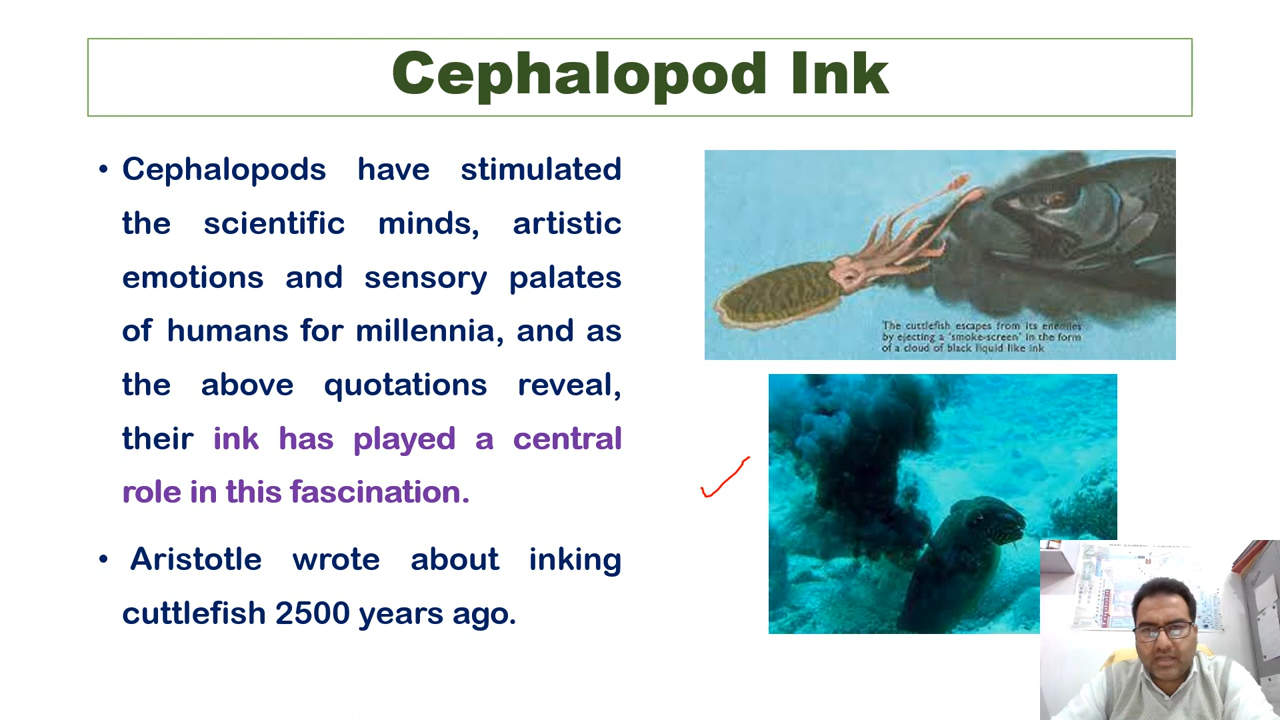 Cephalopod Ink
• Cephalopods have stimulated
the scientific minds, artistic
emotions and sensory palates
of humans for millennia, and as
the above quotations reveal,
their ink has played a central
role in this fascination.
• Aristotle wrote about inking
cuttlefish 2500 years ago.
The cuttlefish escapes from its enemies
by ejecting a 'smoke-screen' in the form
of a cloud of black liquid like ink